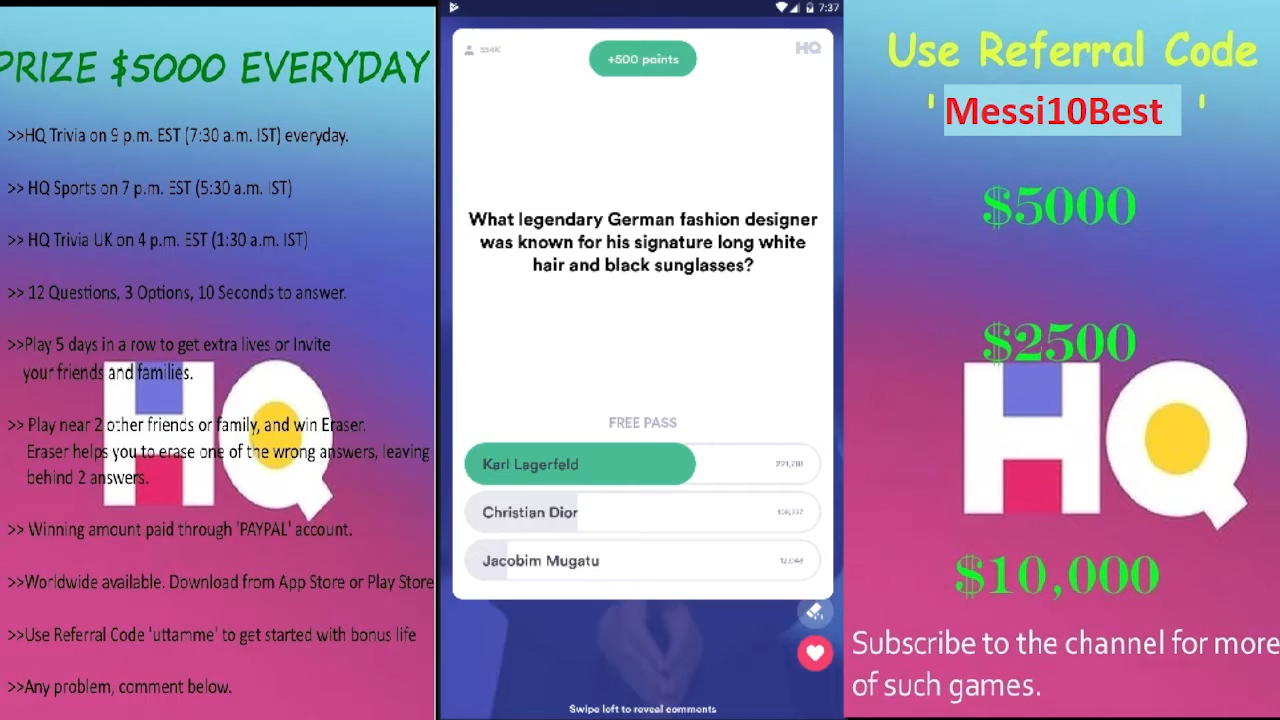 PRIZE $5000 EVERYDAY
>>HQ Trivia on 9 p.m. EST (7:30 a.m. IST) everyday.
>> HQ Sports on 7 p.m. EST (5:30 a.m. IST)
>> HQ Trivia UK on 4 p.m. EST (1:30 a.m. IST)
>> 12 Questions, 3 Options, 10 Seconds to answer.
>>Play 5 days in a row to get extra lives or Invite
your friends and families.
>> Play near 2 other friends or family, and win Eraser.
Eraser helps you to erase one of the wrong answers, leaving
behind 2 answers.
>> Winning amount paid through 'PAYPAL' account.
>>Worldwide available. Download from App Store or Play Store
>>Use Referral Code 'uttamme' to get started with bonus life
>>Any problem, comment below.
HQ
7:37
HQ
+500 points
What legendary German fashion designer
was known for his signature long white
hair and black sunglasses?
FREE PASS
Karl Lagerfeld
Christian Dior
Jacobim Mugatu
Swipe left to reveal comments
Use Referral Code
' Messi10Best '
$5000
$2500
HQ
$10,000
Subscribe to the channel for more
of such games.